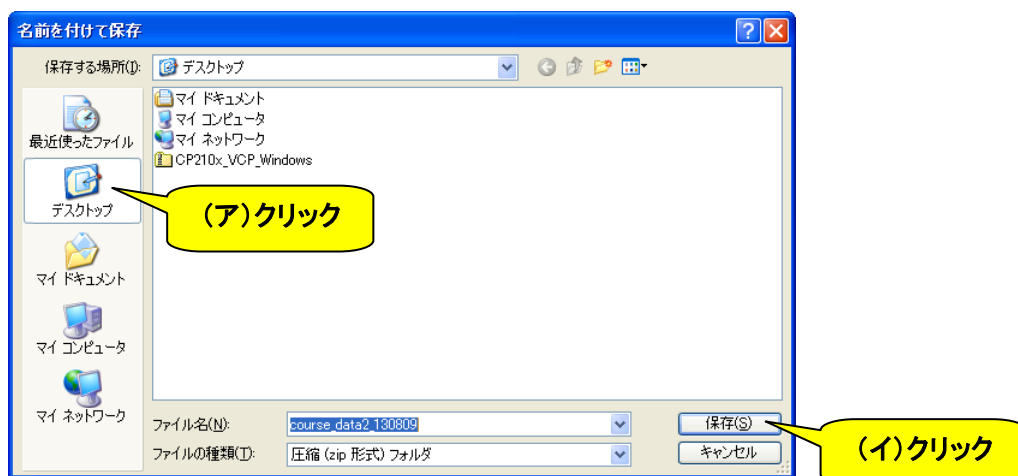 名前を付けて保存
保存する場所(I):
デスクトップ
最近使ったファイル
デスクトップ
マイ ドキュメント
マイ コンピュータ
マイ ネットワーク
マイ ドキュメント
マイ コンピュータ
マイ ネットワーク
CP210x_VCP_Windows
(ア)クリック
ファイル名(N):
course_data2_130809
保存(S)
ファイルの種類(T):
圧縮 (zip 形式) フォルダ
キャンセル
(イ)クリック